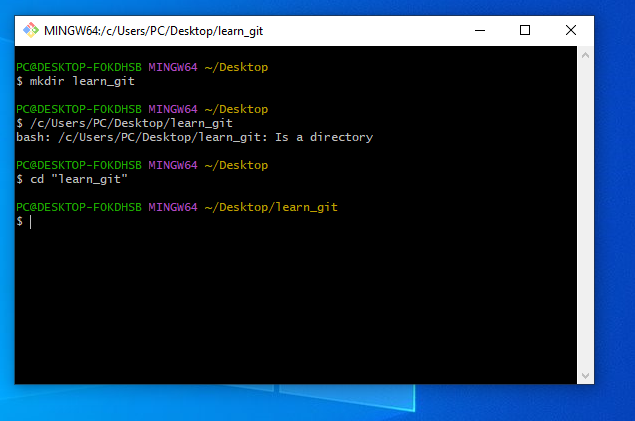 MINGW64:/c/Users/PC/Desktop/learn_git
PC@DESKTOP-FOKDHSB MINGW64 ~/Desktop
$ mkdir learn_git
PC@DESKTOP-FOKDHSB MINGW64 ~/Desktop
$ /c/Users/PC/Desktop/learn_git
bash: /c/Users/PC/Desktop/learn_git: Is a directory
PC@DESKTOP-FOKDHSB MINGW64 ~/Desktop
$ cd "learn_git"
PC@DESKTOP-FOKDHSB MINGW64 ~/Desktop/learn_git
$